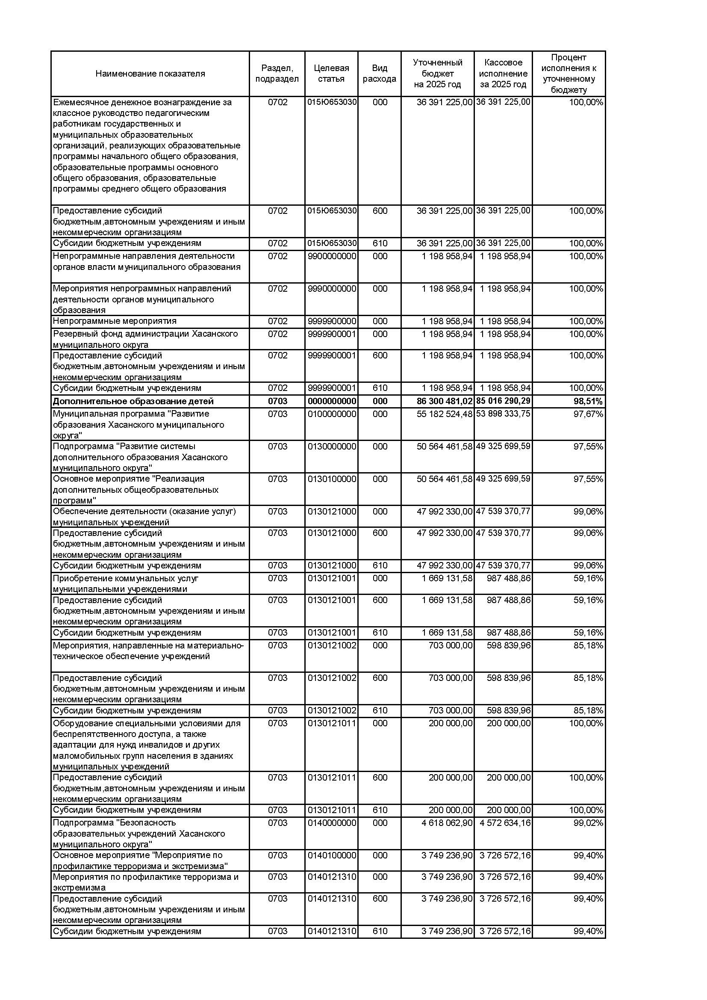 Наименование показателя
Раздел,
подраздел
Целевая
статья
Вид
расхода
Уточненный
бюджет
на 2025 год
Кассовое
исполнение
за 2025 год
Процент
исполнения к
уточненному
бюджету
Ежемесячное денежное вознаграждение за 0702 015Ю653030 000 36 391 225,00 36 391 225,00 100,00%
классное руководство педагогическим
работникам государственных и
муниципальных образовательных
организаций, реализующих образовательные
программы начального общего образования,
образовательные программы основного
общего образования, образовательные
программы среднего общего образования
Предоставление субсидий 0702 015Ю653030 600 36 391 225,00 36 391 225,00 100,00%
бюджетным,автономным учреждениям и иным
некоммерческим организациям
Субсидии бюджетным учреждениям 0702 015Ю653030 610 36 391 225,00 36 391 225,00 100,00%
Непрограммные направления деятельности 0702 9900000000 000 1 198 958,94 1 198 958,94 100,00%
органов власти муниципального образования
Мероприятия непрограммных направлений 0702 9990000000 000 1 198 958,94 1 198 958,94 100,00%
деятельности органов муниципального
образования
Непрограммные мероприятия 0702 9999900000 000 1 198 958,94 1 198 958,94 100,00%
Резервный фонд администрации Хасанского 0702 9999900001 000 1 198 958,94 1 198 958,94 100,00%
муниципального округа
Предоставление субсидий 0702 9999900001 600 1 198 958,94 1 198 958,94 100,00%
бюджетным,автономным учреждениям и иным
некоммерческим организациям
Субсидии бюджетным учреждениям 0702 9999900001 610 1 198 958,94 1 198 958,94 100,00%
Дополнительное образование детей 0703 0000000000 000 86 300 481,02 85 016 290,29 98,51%
Муниципальная программа "Развитие 0703 0100000000 000 55 182 524,48 53 898 333,75 97,67%
образования Хасанского муниципального
округа"
Подпрограмма "Развитие системы 0703 0130000000 000 50 564 461,58 49 325 699,59 97,55%
дополнительного образования Хасанского
муниципального округа"
Основное мероприятие "Реализация 0703 0130100000 000 50 564 461,58 49 325 699,59 97,55%
дополнительных общеобразовательных
программ"
Обеспечение деятельности (оказание услуг) 0703 0130121000 000 47 992 330,00 47 539 370,77 99,06%
муниципальных учреждений
Предоставление субсидий 0703 0130121000 600 47 992 330,00 47 539 370,77 99,06%
бюджетным,автономным учреждениям и иным
некоммерческим организациям
Субсидии бюджетным учреждениям 0703 0130121000 610 47 992 330,00 47 539 370,77 99,06%
Приобретение коммунальных услуг 0703 0130121001 000 1 669 131,58 987 488,86 59,16%
муниципальными учреждениями
Предоставление субсидий 0703 0130121001 600 1 669 131,58 987 488,86 59,16%
бюджетным,автономным учреждениям и иным
некоммерческим организациям
Субсидии бюджетным учреждениям 0703 0130121001 610 1 669 131,58 987 488,86 59,16%
Мероприятия, направленные на материально- 0703 0130121002 000 703 000,00 598 839,96 85,18%
техническое обеспечение учреждений
Предоставление субсидий 0703 0130121002 600 703 000,00 598 839,96 85,18%
бюджетным,автономным учреждениям и иным
некоммерческим организациям
Субсидии бюджетным учреждениям 0703 0130121002 610 703 000,00 598 839,96 85,18%
Оборудование специальными условиями для 0703 0130121011 000 200 000,00 200 000,00 100,00%
беспрепятственного доступа, а также
адаптации для нужд инвалидов и других
маломобильных групп населения в зданиях
муниципальных учреждений
Предоставление субсидий 0703 0130121011 600 200 000,00 200 000,00 100,00%
бюджетным,автономным учреждениям и иным
некоммерческим организациям
Субсидии бюджетным учреждениям 0703 0130121011 610 200 000,00 200 000,00 100,00%
Подпрограмма "Безопасность 0703 0140000000 000 4 618 062,90 4 572 634,16 99,02%
образовательных учреждений Хасанского
муниципального округа"
Основное мероприятие "Мероприятие по 0703 0140100000 000 3 749 236,90 3 726 572,16 99,40%
профилактике терроризма и экстремизма"
Мероприятия по профилактике терроризма и 0703 0140121310 000 3 749 236,90 3 726 572,16 99,40%
экстремизма
Предоставление субсидий 0703 0140121310 600 3 749 236,90 3 726 572,16 99,40%
бюджетным,автономным учреждениям и иным
некоммерческим организациям
Субсидии бюджетным учреждениям 0703 0140121310 610 3 749 236,90 3 726 572,16 99,40%